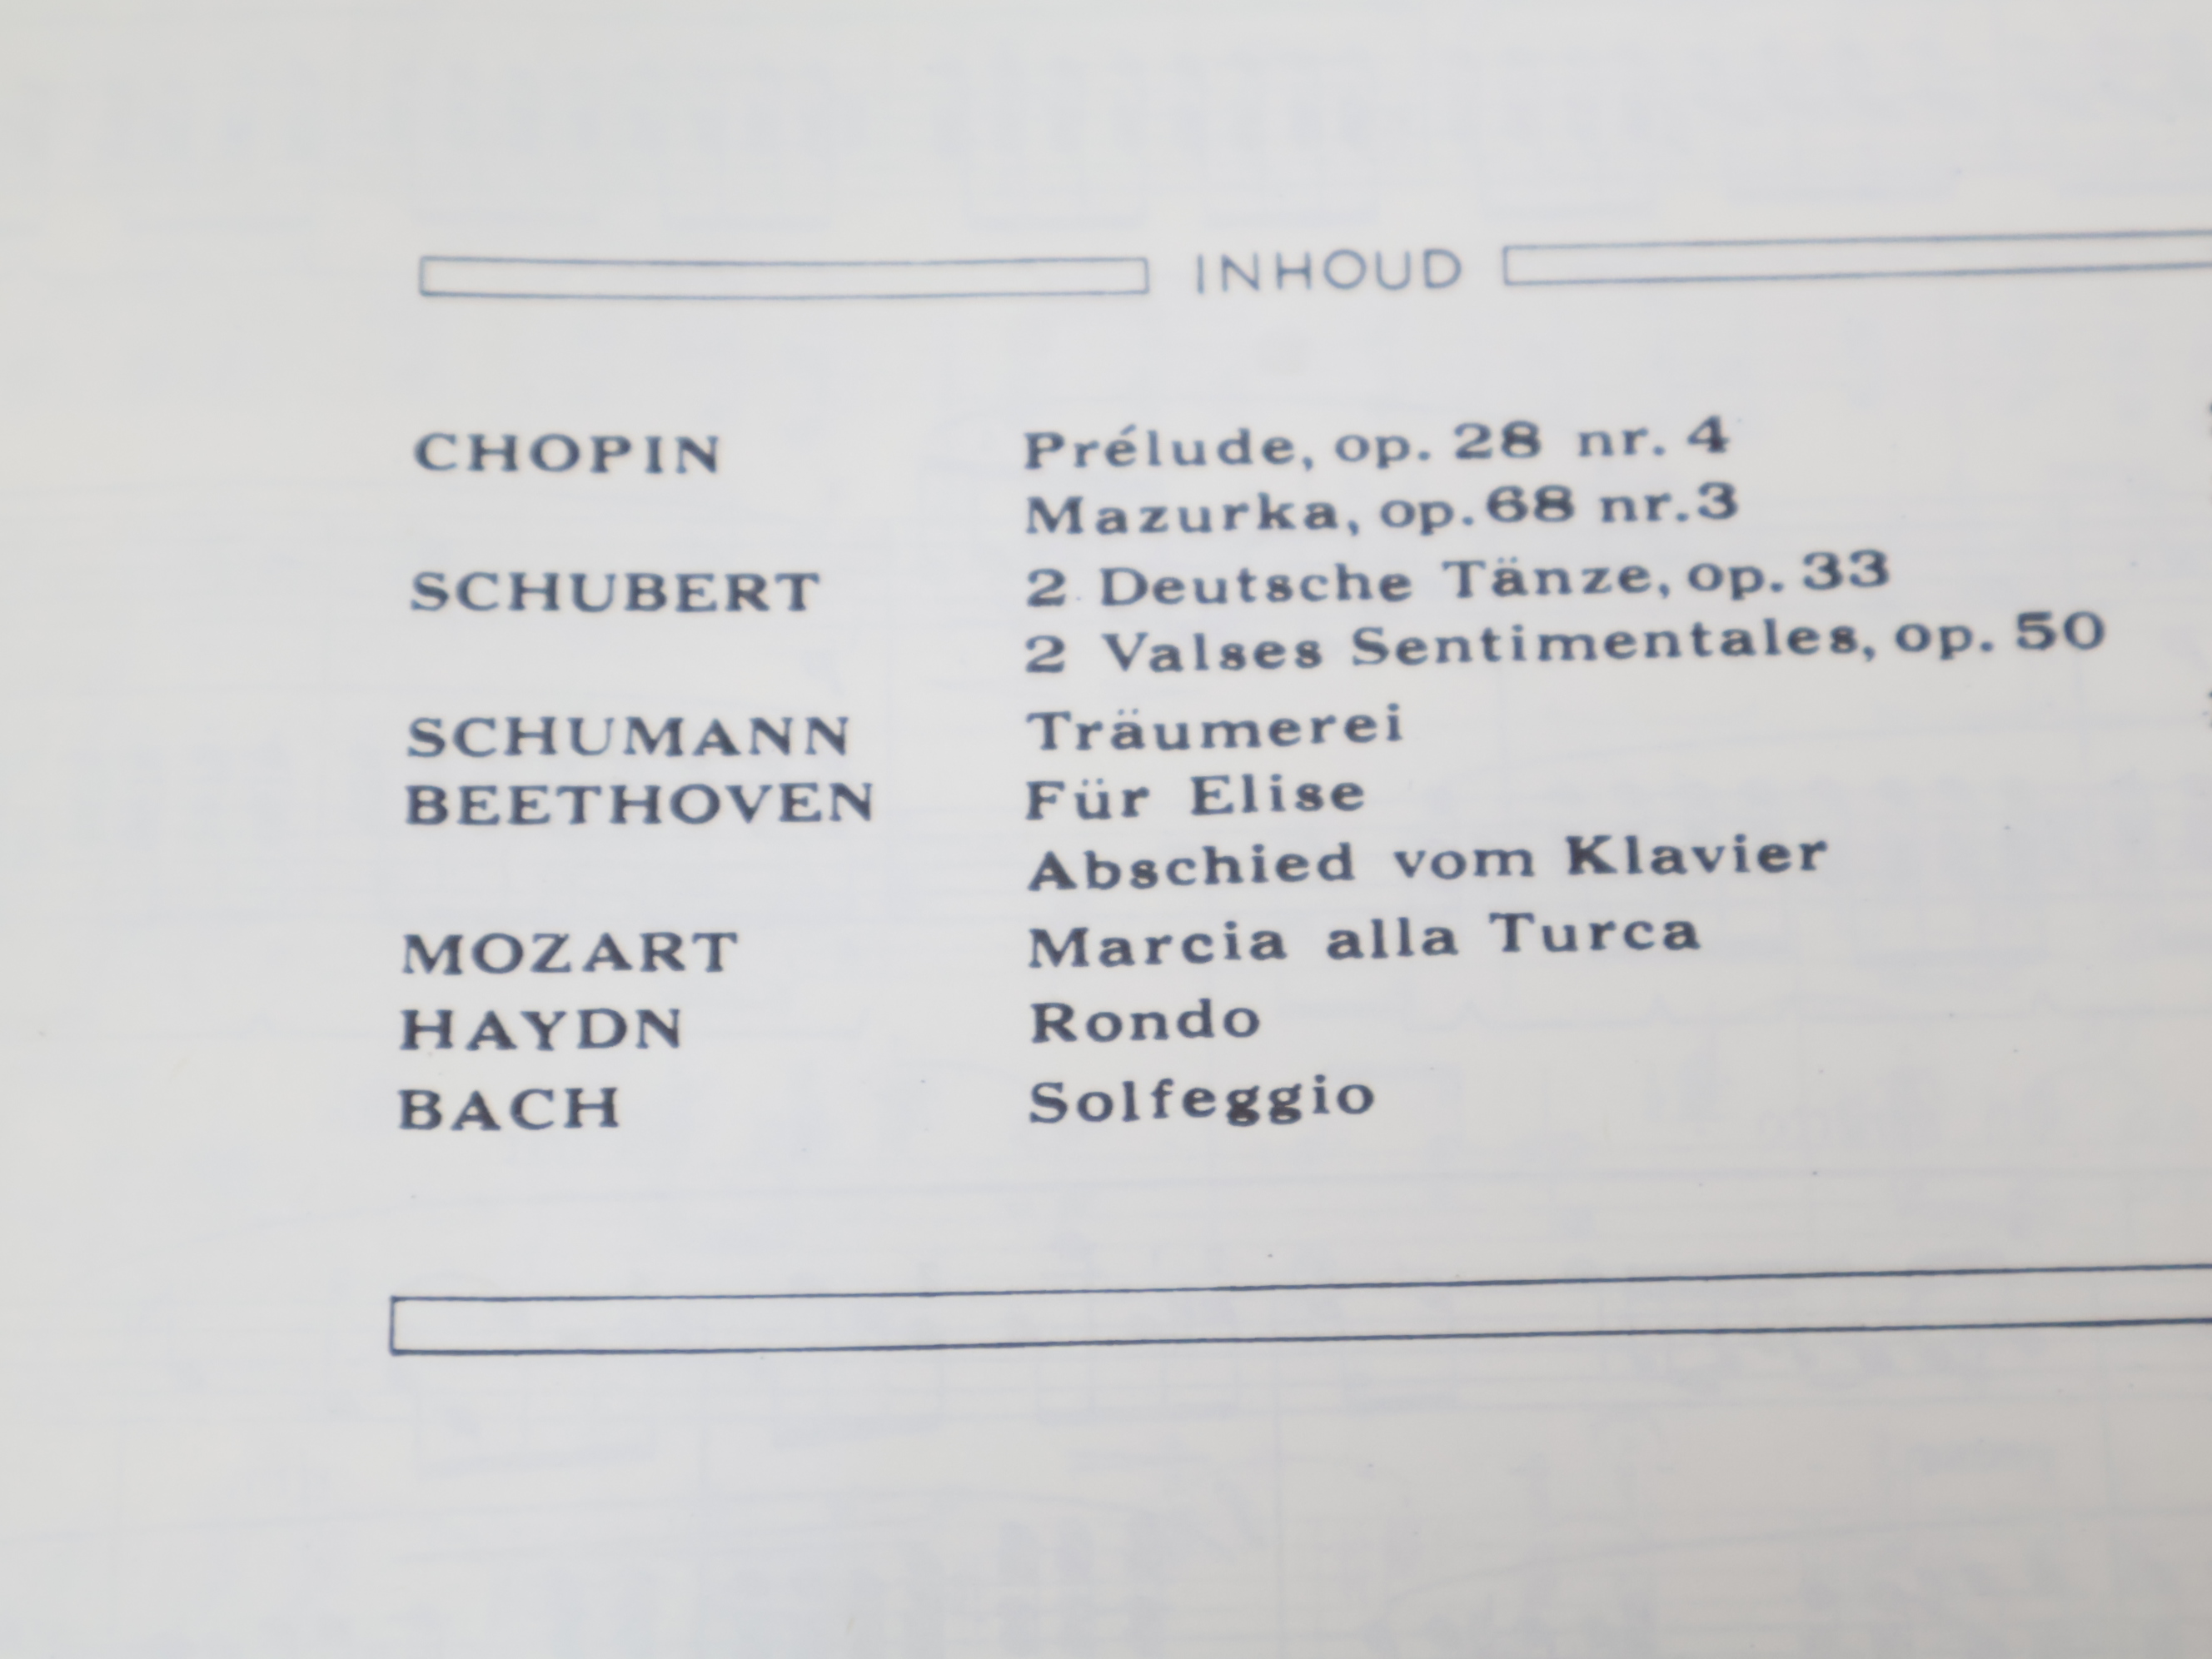 INHOUD
CHOPIN Prélude, op. 28 nr. 4
Mazurka, op. 68 nr. 3
SCHUBERT 2 Deutsche Tänze, op. 33
2 Valses Sentimentales, op. 50
SCHUMANN Träumerei
BEETHOVEN Für Elise
Abschied vom Klavier
MOZART Marcia alla Turca
HAYDN Rondo
BACH Solfeggio